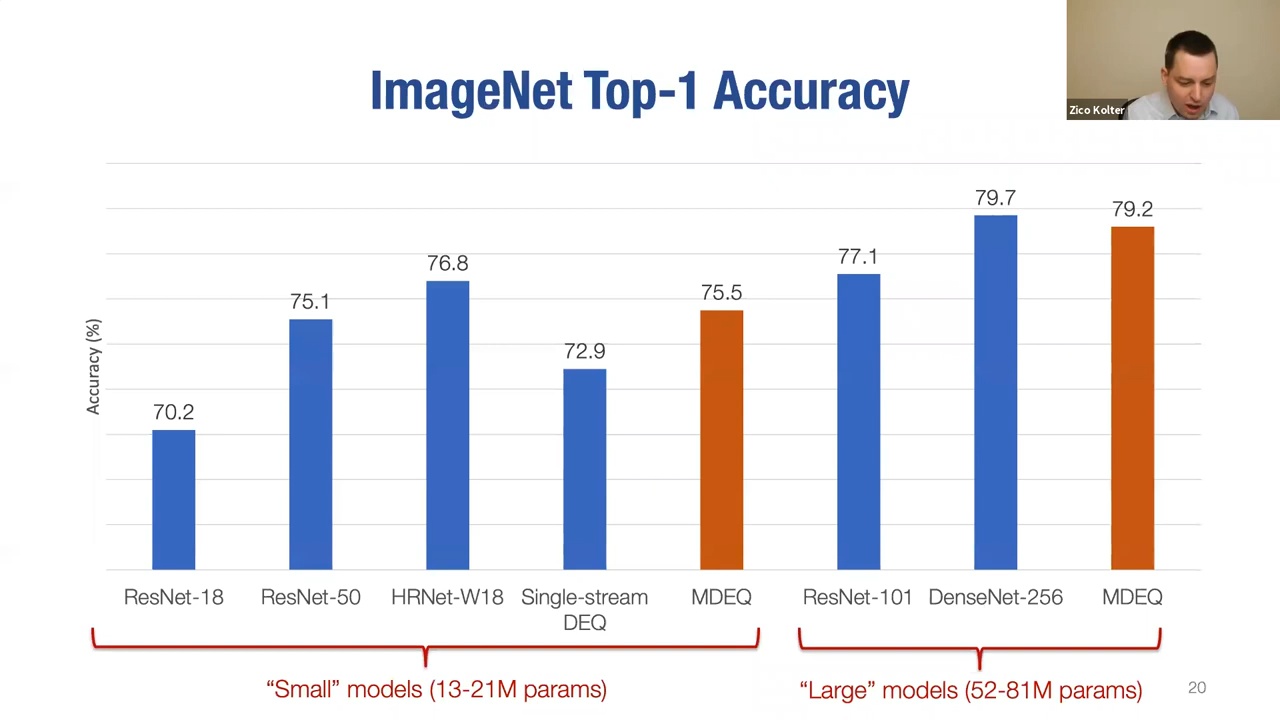 ImageNet Top-1 Accuracy
Zico Kolter
Accuracy (%)
70.2
75.1
76.8
72.9
75.5
77.1
79.7
79.2
ResNet-18
ResNet-50
HRNet-W18
Single-stream
DEQ
MDEQ
ResNet-101
DenseNet-256
MDEQ
“Small” models (13-21M params)
“Large” models (52-81M params)
20